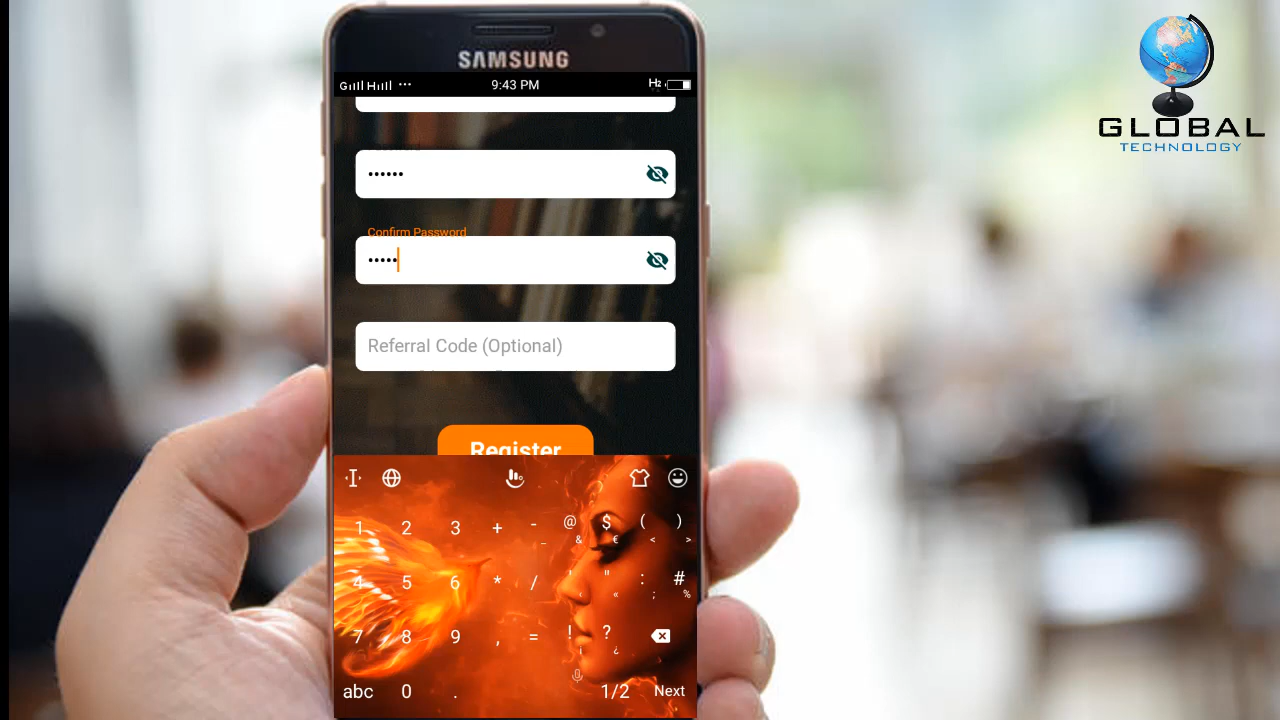 SAMSUNG
9:43 PM
GLOBAL
TECHNOLOGY
••••••
Confirm Password
•••••
Referral Code (Optional)
Register
1 2 3 + - @ $ ( )
_ & € < >
4 5 6 * / ' " : #
‹ « ; %
7 8 9 , = ! ?
¡ ¿
abc 0 . 1/2 Next